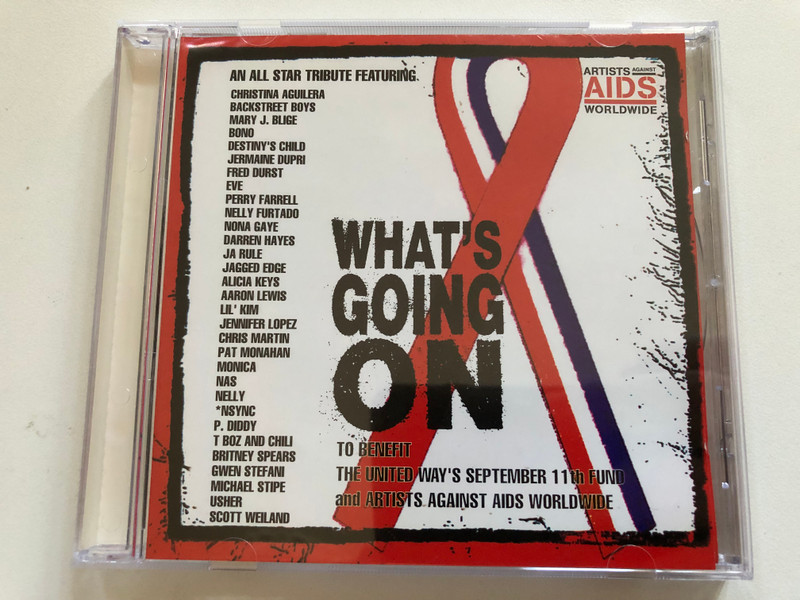 AN ALL STAR TRIBUTE FEATURING
CHRISTINA AGUILERA
BACKSTREET BOYS
MARY J. BLIGE
BONO
DESTINY'S CHILD
JERMAINE DUPRI
FRED DURST
EVE
PERRY FARRELL
NELLY FURTADO
NONA GAYE
DARREN HAYES
JA RULE
JAGGED EDGE
ALICIA KEYS
AARON LEWIS
LIL' KIM
JENNIFER LOPEZ
CHRIS MARTIN
PAT MONAHAN
MONICA
NAS
NELLY
*NSYNC
P. DIDDY
T BOZ AND CHILI
BRITNEY SPEARS
GWEN STEFANI
MICHAEL STIPE
USHER
SCOTT WEILAND
ARTISTS AGAINST
AIDS
WORLDWIDE
WHAT'S
GOING
ON
TO BENEFIT
THE UNITED WAY'S SEPTEMBER 11th FUND
and ARTISTS AGAINST AIDS WORLDWIDE